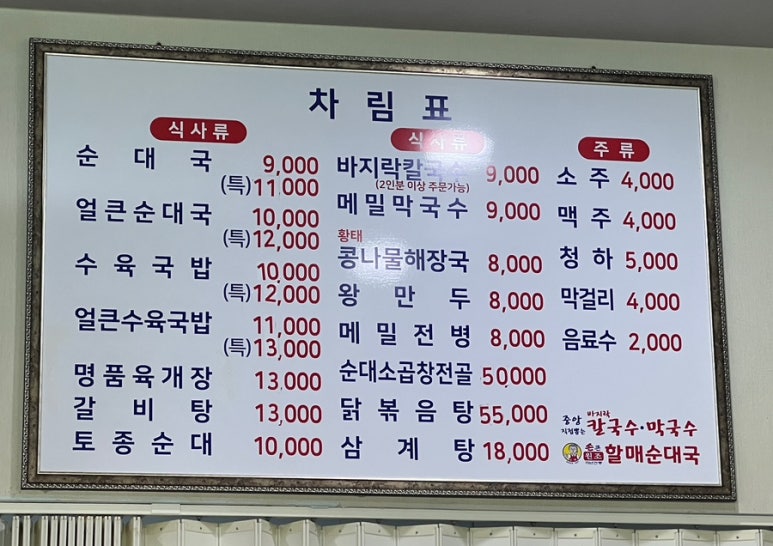 차림표
식사류
순대국 9,000
(특)11,000
얼큰순대국 10,000
(특)12,000
수육국밥 10,000
(특)12,000
얼큰수육국밥 11,000
(특)13,000
명품육개장 13,000
갈비탕 13,000
토종순대 10,000
식사류
바지락칼국수 9,000
(2인분 이상 주문가능)
메밀막국수 9,000
황태
콩나물해장국 8,000
왕만두 8,000
메밀전병 8,000
순대소곱창전골 50,000
닭볶음탕 55,000
삼계탕 18,000
주류
소주 4,000
맥주 4,000
청하 5,000
막걸리 4,000
음료수 2,000
바지락
칼국수·막국수
할매순대국